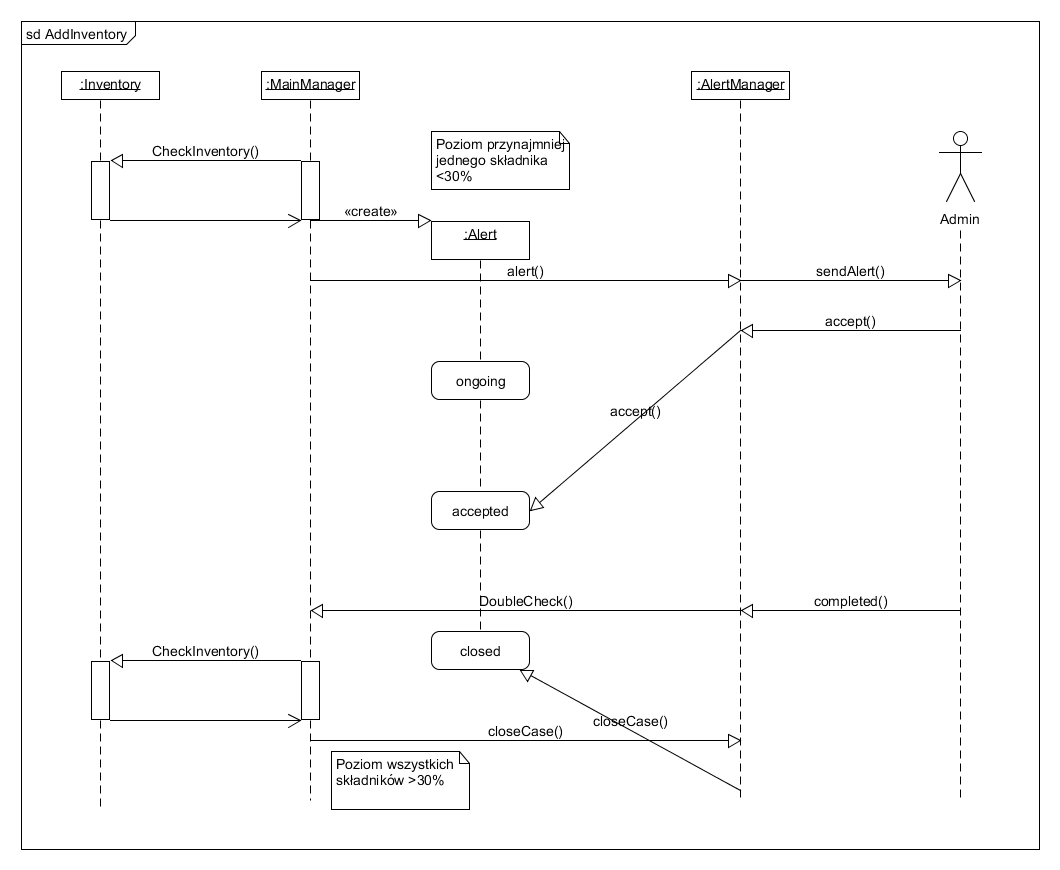 sd AddInventory
:Inventory
:MainManager
:AlertManager
Poziom przynajmniej
jednego składnika
<30%
CheckInventory()
Admin
«create»
:Alert
alert()
sendAlert()
accept()
ongoing
accept()
accepted
DoubleCheck()
completed()
CheckInventory()
closed
closeCase()
closeCase()
Poziom wszystkich
składników >30%